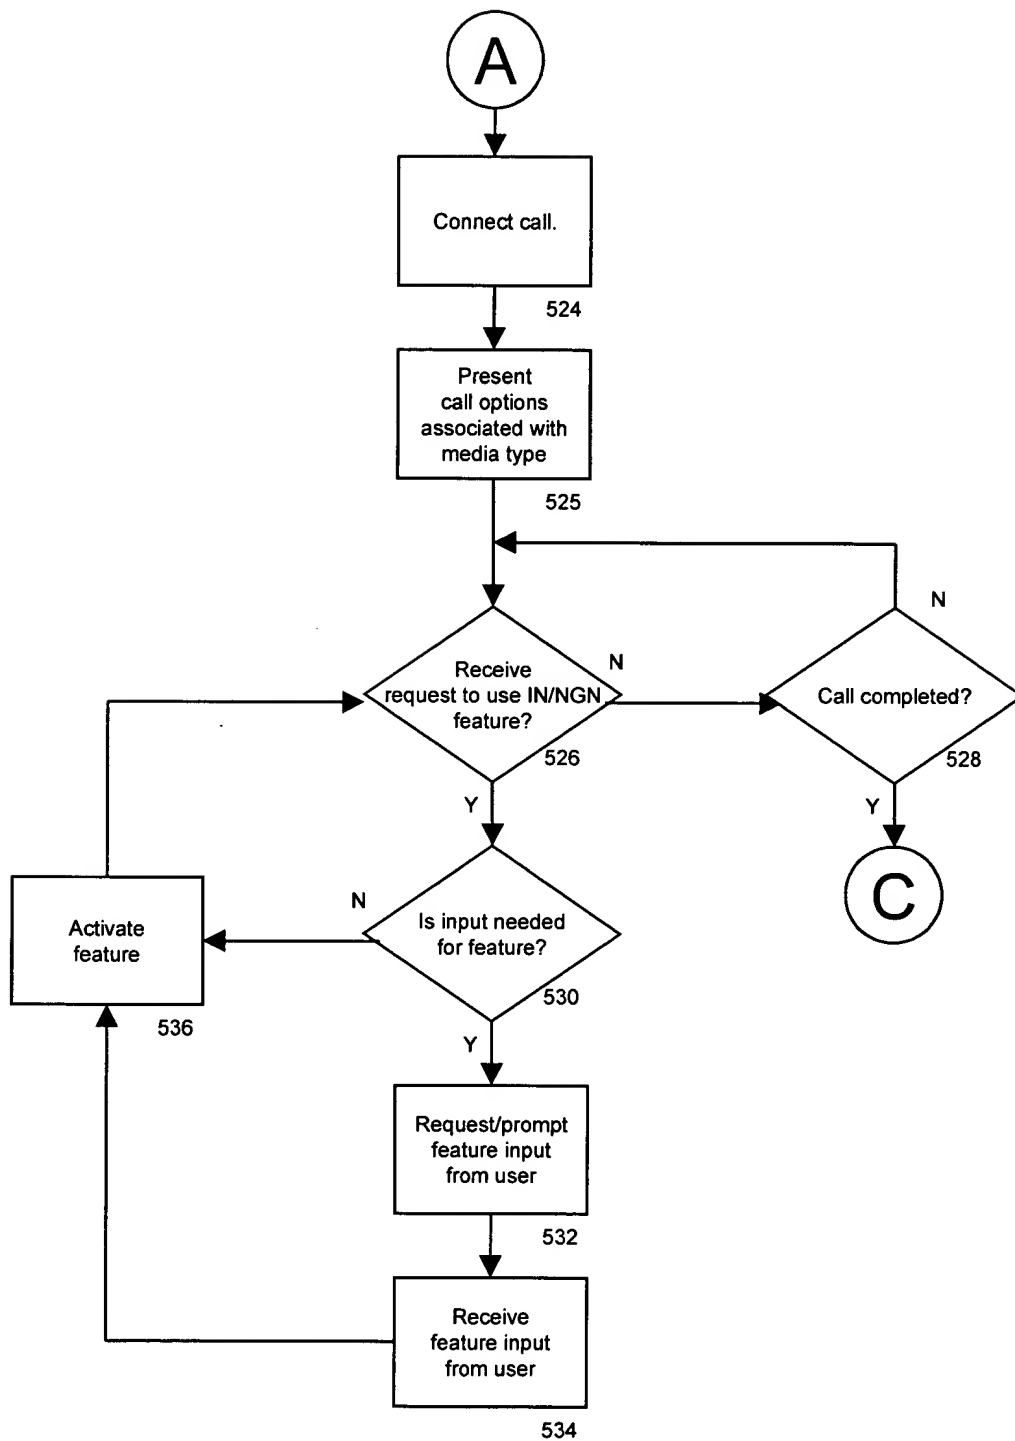 A
Connect call.
524
Present
call options
associated with
media type
525
N
Receive
request to use IN/NGN
feature?
N
526
Call completed?
528
Y
Y
C
N
Is input needed
for feature?
530
Activate
feature
536
Y
Request/prompt
feature input
from user
532
Receive
feature input
from user
534